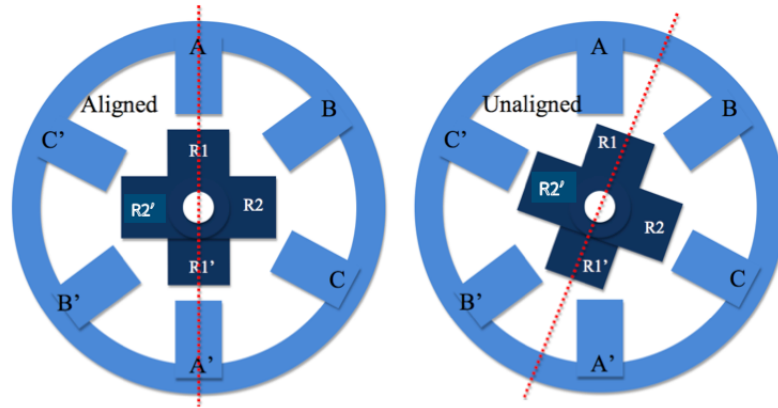 A
Aligned
B
C’
R1
R2’
R2
R1’
B’
C
A’
A
Unaligned
B
C’
R1
R2’
R2
R1’
B’
C
A’